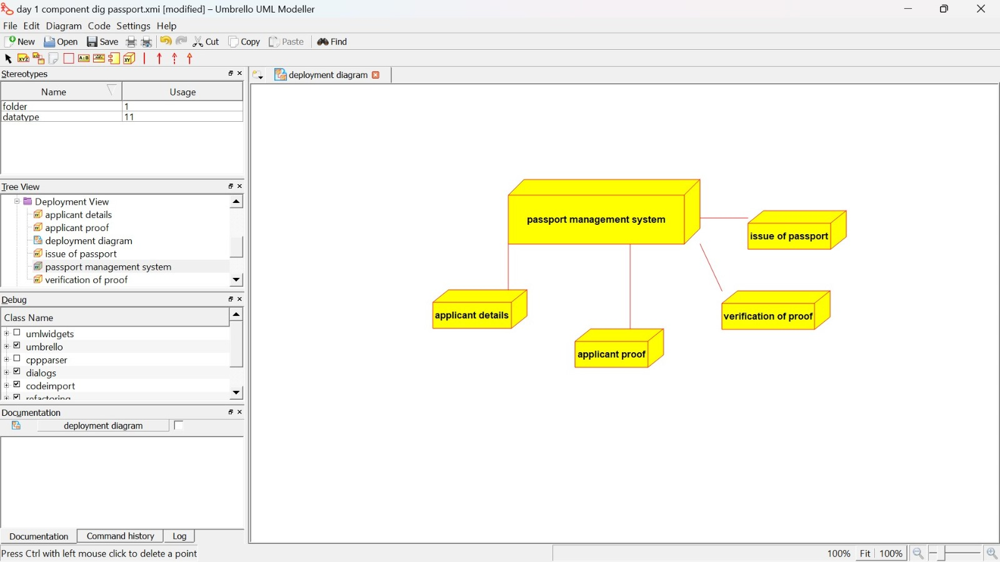 day 1 component dig passport.xmi [modified] – Umbrello UML Modeller
File Edit Diagram Code Settings Help
New Open Save Cut Copy Paste Find
Stereotypes
Name Usage
folder 1
datatype 11
Tree View
Deployment View
applicant details
applicant proof
deployment diagram
issue of passport
passport management system
verification of proof
Debug
Class Name
umlwidgets
umbrello
cppparser
dialogs
codeimport
refactoring
Documentation
deployment diagram
Documentation Command history Log
Press Ctrl with left mouse click to delete a point
deployment diagram
passport management system
issue of passport
applicant details
verification of proof
applicant proof
100% Fit 100%